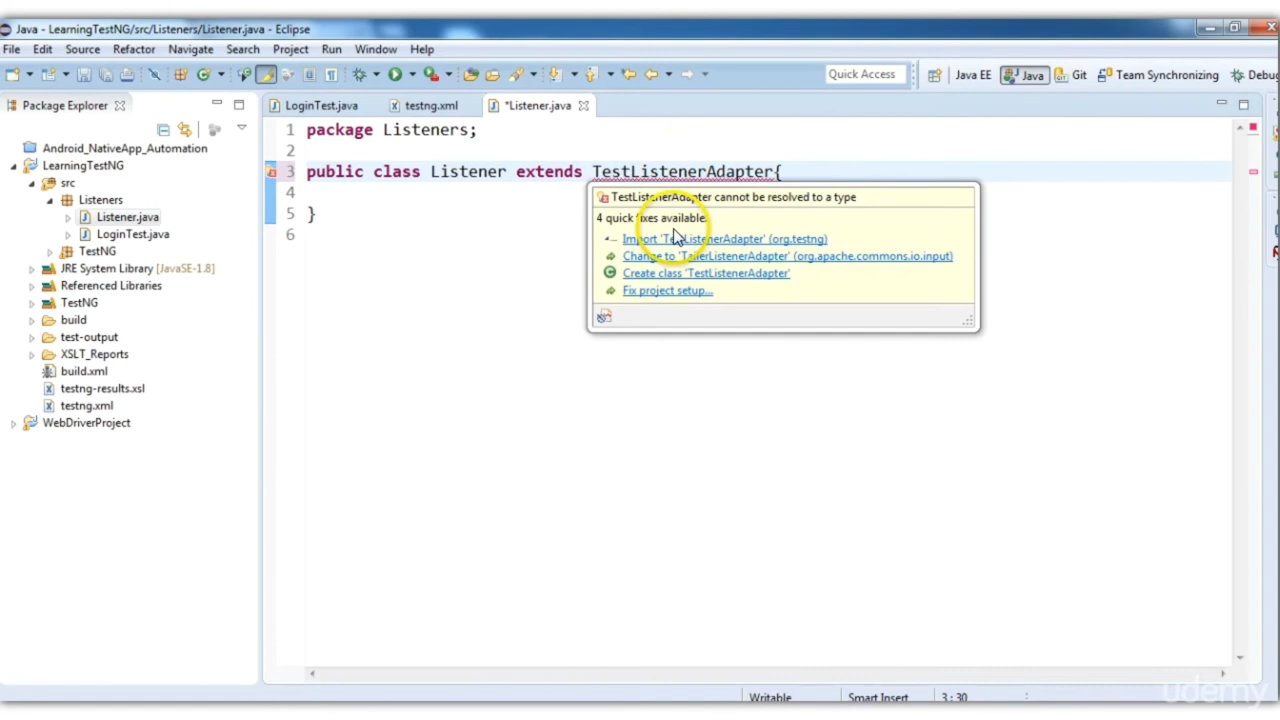 Java - LearningTestNG/src/Listeners/Listener.java - Eclipse
File Edit Source Refactor Navigate Search Project Run Window Help
Quick Access Java EE Java Git Team Synchronizing Debug
Package Explorer LoginTest.java testng.xml *Listener.java
Android_NativeApp_Automation
LearningTestNG
src
Listeners
Listener.java
LoginTest.java
TestNG
JRE System Library [JavaSE-1.8]
Referenced Libraries
TestNG
build
test-output
XSLT_Reports
build.xml
testng-results.xsl
testng.xml
WebDriverProject
1 package Listeners;
2
3 public class Listener extends TestListenerAdapter{
4
5 }
6
TestListenerAdapter cannot be resolved to a type
4 quick fixes available:
Import 'TestListenerAdapter' (org.testng)
Change to 'TailerListenerAdapter' (org.apache.commons.io.input)
Create class 'TestListenerAdapter'
Fix project setup...
Writable Smart Insert 3 : 30
udemy